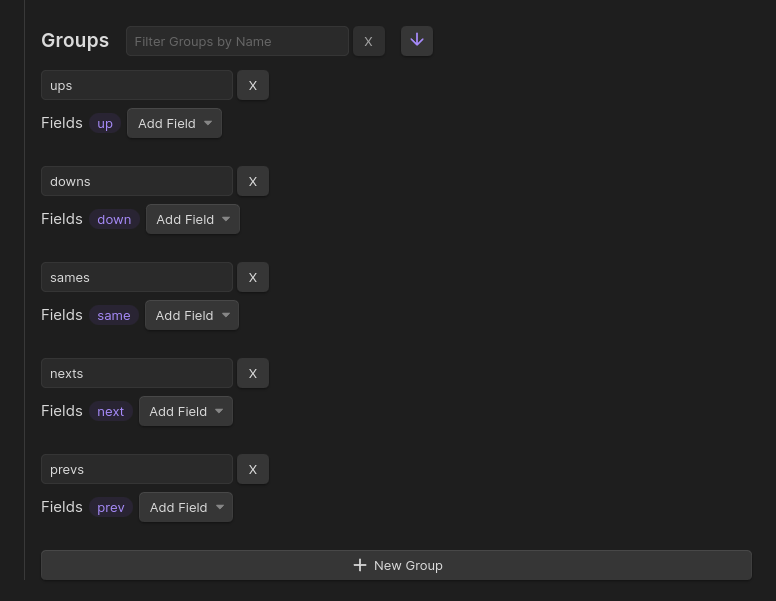 Groups Filter Groups by Name X
ups X
Fields up Add Field
downs X
Fields down Add Field
sames X
Fields same Add Field
nexts X
Fields next Add Field
prevs X
Fields prev Add Field
New Group